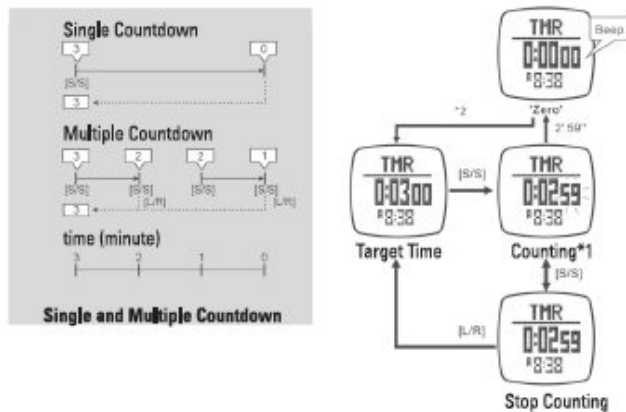 Single Countdown
3 0
[S/S]
3
Multiple Countdown
3 2 2 1
[S/S] [S/S] [S/S] [S/S]
[L/R] [L/R]
3
time (minute)
3 2 1 0
Single and Multiple Countdown
TMR
0:0000
A 8:38
Beep
"Zero"
*2
2'59"
TMR
0:0300
A 8:38
Target Time
[S/S]
TMR
0:0259
A 8:38
Counting*1
[S/S]
[L/R]
TMR
0:0259
A 8:38
Stop Counting